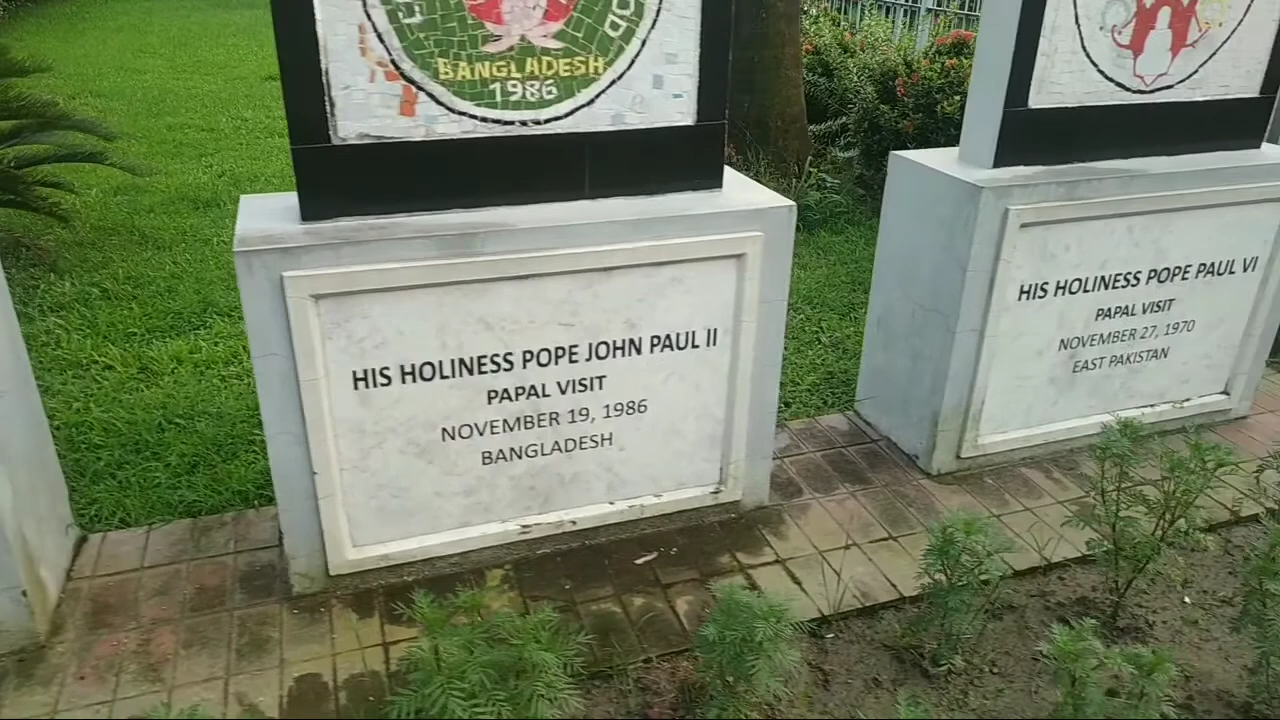 BANGLADESH
1986
HIS HOLINESS POPE JOHN PAUL II
PAPAL VISIT
NOVEMBER 19, 1986
BANGLADESH
HIS HOLINESS POPE PAUL VI
PAPAL VISIT
NOVEMBER 27, 1970
EAST PAKISTAN